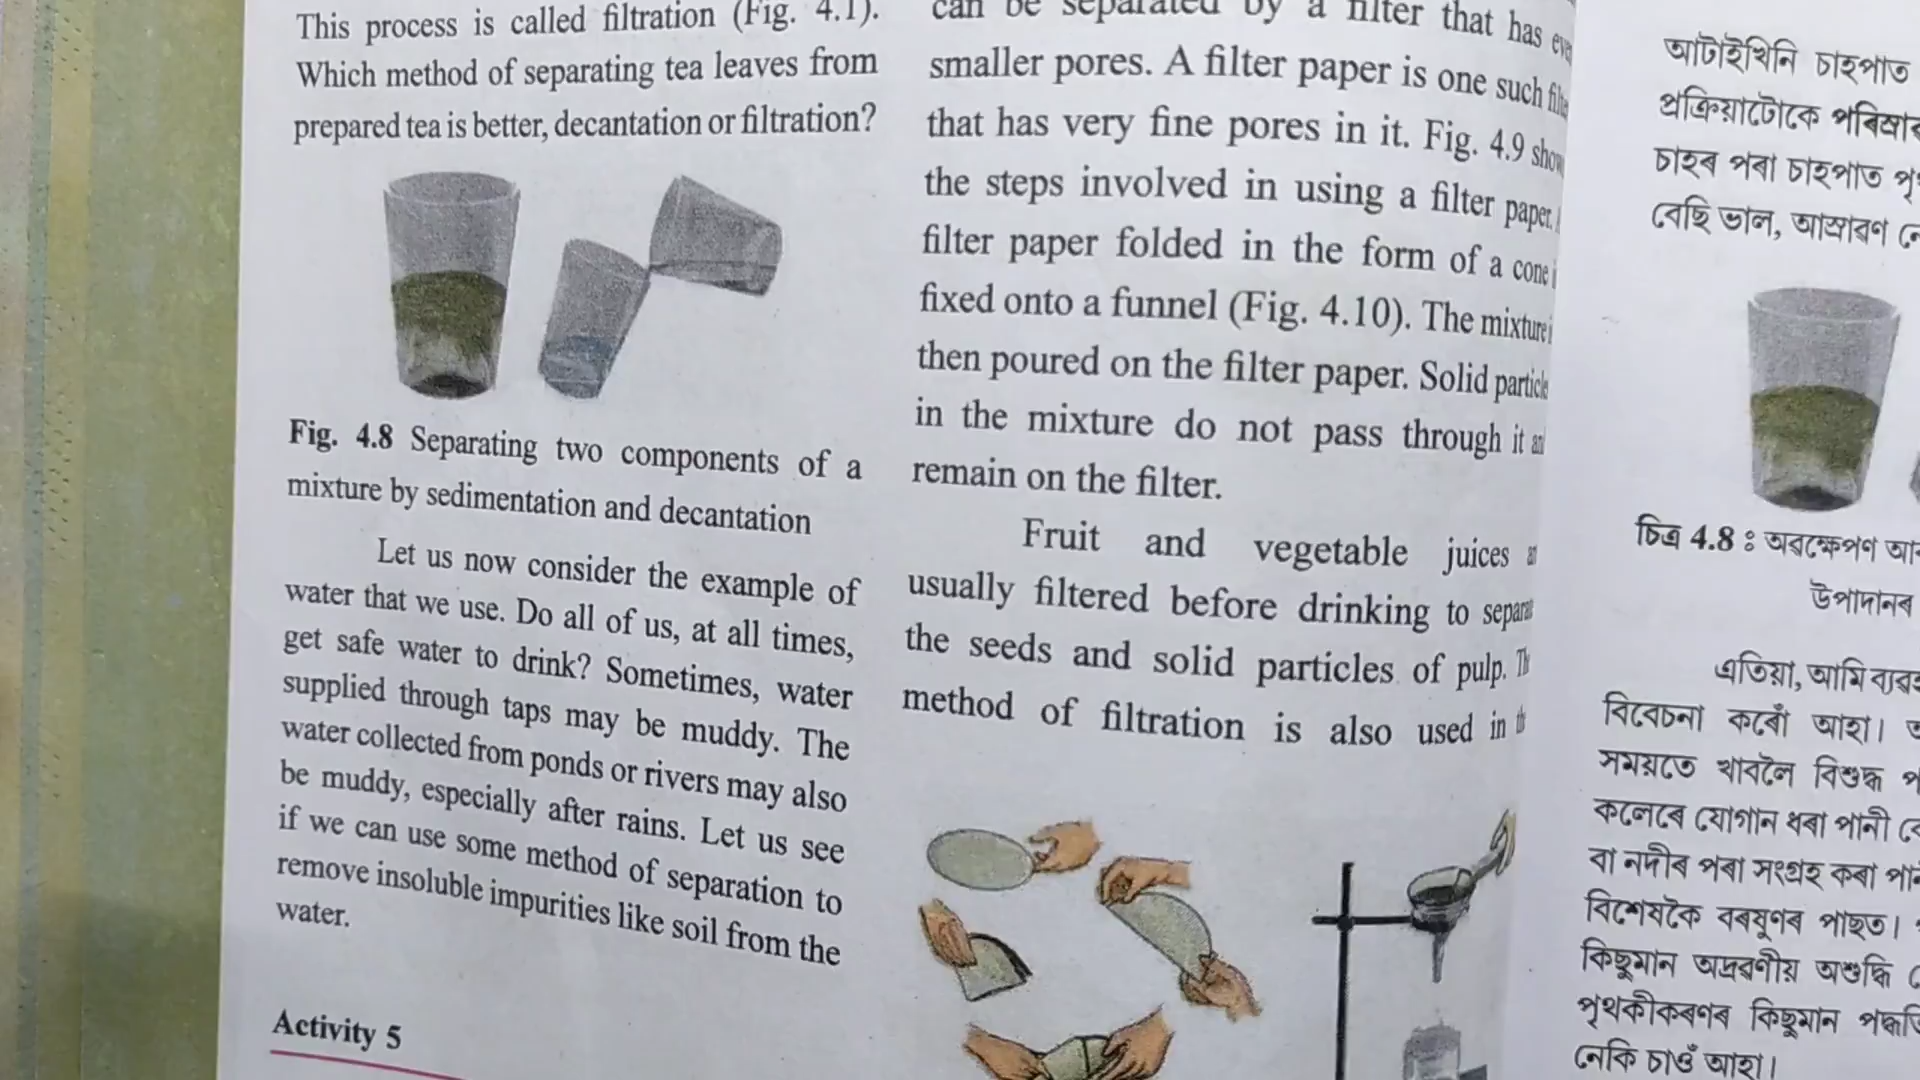 This process is called filtration (Fig. 4.1).
Which method of separating tea leaves from
prepared tea is better, decantation or filtration?
Fig. 4.8 Separating two components of a
mixture by sedimentation and decantation
Let us now consider the example of
water that we use. Do all of us, at all times,
get safe water to drink? Sometimes, water
supplied through taps may be muddy. The
water collected from ponds or rivers may also
be muddy, especially after rains. Let us see
if we can use some method of separation to
remove insoluble impurities like soil from the
water.
Activity 5
can be separated by a filter that has
smaller pores. A filter paper is one such
that has very fine pores in it. Fig. 4.9
the steps involved in using a filter paper.
filter paper folded in the form of a cone
fixed onto a funnel (Fig. 4.10). The mixture
then poured on the filter paper. Solid
in the mixture do not pass through it
remain on the filter.
Fruit and vegetable juices
usually filtered before drinking to
the seeds and solid particles of pulp.
method of filtration is also used in
আটাইখিনি চাহপাত
প্ৰক্ৰিয়াটোকে
চাহৰ পৰা চাহপাত
বেছি ভাল, আস্ৰাৱণ
চিত্ৰ 4.8 : অৱক্ষেপণ
উপাদানৰ
এতিয়া, আমি
বিবেচনা কৰোঁ আহা।
সময়তে খাবলৈ বিশুদ্ধ
কলেৰে যোগান ধৰা পানী
বা নদীৰ পৰা সংগ্ৰহ কৰা
বিশেষকৈ বৰষুণৰ পাছত।
কিছুমান অদ্ৰৱণীয় অশুদ্ধি
পৃথকীকৰণৰ কিছুমান
নেকি চাওঁ আহা।